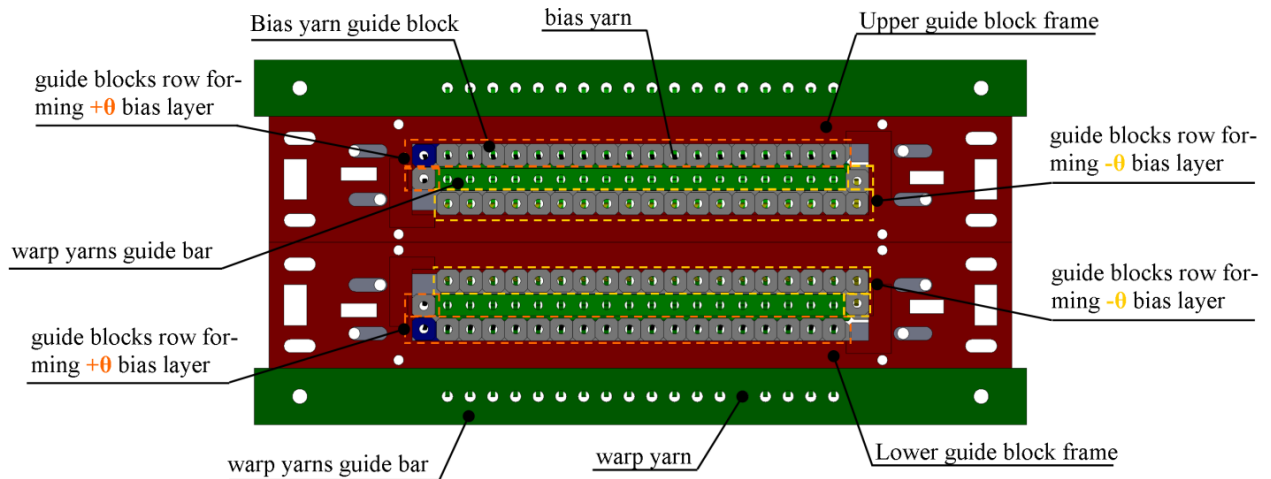 Bias yarn guide block
bias yarn
Upper guide block frame
guide blocks row for-
ming +θ bias layer
guide blocks row for-
ming -θ bias layer
warp yarns guide bar
guide blocks row for-
ming -θ bias layer
guide blocks row for-
ming +θ bias layer
warp yarns guide bar
warp yarn
Lower guide block frame